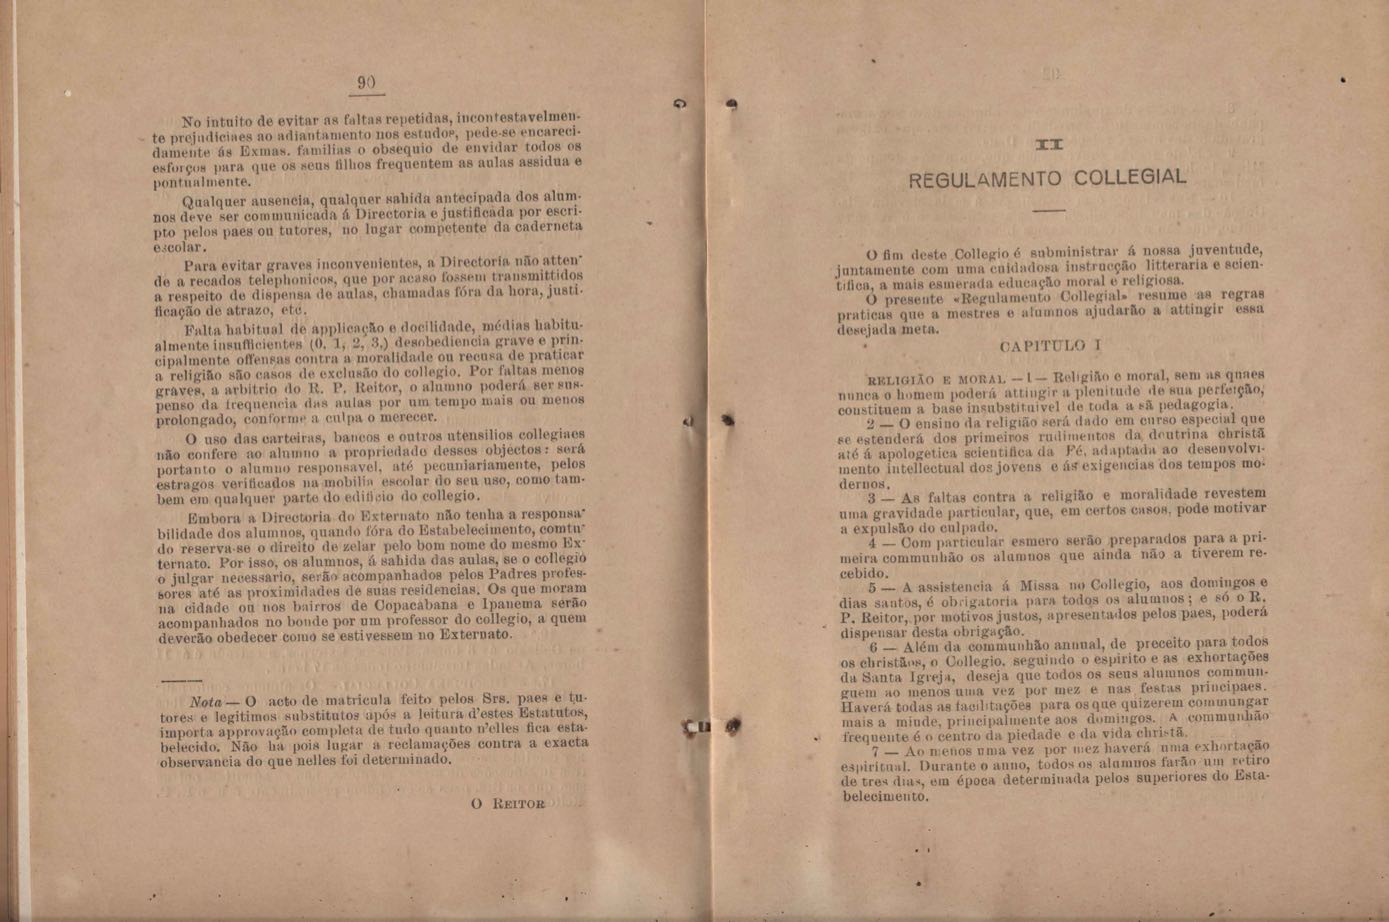 90
No intuito de evitar as faltas repetidas, incontestavelmen-
te prejudiciaes ao adiantamento nos estudos, pede-se encareci-
damente ás Exmas. familias o obsequio de envidar todos os
esforços para que os seus filhos frequentem as aulas assidua e
pontualmente.
Qualquer ausencia, qualquer sahida antecipada dos alum-
nos deve ser communicada á Directoria e justificada por escri-
pto pelos paes ou tutores, no lugar competente da caderneta
escolar.
Para evitar graves inconvenientes, a Directoria não atten-
de a recados telephonicos, que por acaso fossem transmittidos
a respeito de dispensa de aulas, chamadas fóra da hora, justi-
ficação de atrazo, etc.
Falta habitual de applicação e docilidade, médias habitu-
almente insufficientes (0, 1, 2, 3,) desobediencia grave e prin-
cipalmente offensas contra a moralidade ou recusa de praticar
a religião são casos de exclusão do collegio. Por faltas menos
graves, a arbitrio do R. P. Reitor, o alumno poderá ser sus-
penso da frequencia das aulas por um tempo mais ou menos
prolongado, conforme a culpa o merecer.
O uso das carteiras, bancos e outros utensilios collegiaes
não confere ao alumno a propriedade desses objectos: será
portanto o alumno responsavel, até pecuniariamente, pelos
estragos verificados na mobilia escolar do seu uso, como tam-
bem em qualquer parte do edificio do collegio.
Embora a Directoria do Externato não tenha a responsa-
bilidade dos alumnos, quando fóra do Estabelecimento, comtu-
do reserva-se o direito de zelar pelo bom nome do mesmo Ex-
ternato. Por isso, os alumnos, á sahida das aulas, se o collegio
o julgar necessario, serão acompanhados pelos Padres profes-
sores até as proximidades de suas residencias. Os que moram
na cidade ou nos bairros de Copacabana e Ipanema serão
acompanhados no bonde por um professor do collegio, a quem
deverão obedecer como se estivessem no Externato.
Nota — O acto de matricula feito pelos Srs. paes e tu-
tores e legitimos substitutos após a leitura d'estes Estatutos,
importa approvação completa de tudo quanto n'elles fica esta-
belecido. Não ha pois lugar a reclamações contra a exacta
observancia do que nelles foi determinado.
O REITOR
II
REGULAMENTO COLLEGIAL
O fim deste Collegio é subministrar á nossa juventude,
juntamente com uma cuidadosa instrucção litteraria e scien-
tifica, a mais esmerada educação moral e religiosa.
O presente «Regulamento Collegial» resume as regras
praticas que a mestres e alumnos ajudarão a attingir essa
desejada meta.
CAPITULO I
RELIGIÃO E MORAL — 1 — Religião e moral, sem as quaes
nunca o homem poderá attingir a plenitude de sua perfeição,
constituem a base insubstituivel de toda a sã pedagogia.
2 — O ensino da religião será dado em curso especial que
se estenderá dos primeiros rudimentos da doutrina christã
até á apologetica scientifica da Fé, adaptada ao desenvolvi-
mento intellectual dos jovens e ás exigencias dos tempos mo-
dernos.
3 — As faltas contra a religião e moralidade revestem
uma gravidade particular, que, em certos casos, pode motivar
a expulsão do culpado.
4 — Com particular esmero serão preparados para a pri-
meira communhão os alumnos que ainda não a tiverem re-
cebido.
5 — A assistencia á Missa no Collegio, aos domingos e
dias santos, é obrigatoria para todos os alumnos; e só o R.
P. Reitor, por motivos justos, apresentados pelos paes, poderá
dispensar desta obrigação.
6 — Além da communhão annual, de preceito para todos
os christãos, o Collegio, seguindo o espirito e as exhortações
da Santa Igreja, deseja que todos os seus alumnos commun-
guem ao menos uma vez por mez e nas festas principaes.
Haverá todas as facilitações para os que quizerem commungar
mais a miude, principalmente aos domingos. A communhão
frequente é o centro da piedade e da vida christã.
7 — Ao menos uma vez por mez haverá uma exhortação
espiritual. Durante o anno, todos os alumnos farão um retiro
de tres dias, em época determinada pelos superiores do Esta-
belecimento.